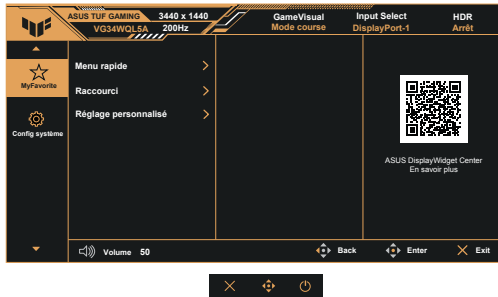 ASUS TUF GAMING 3440 x 1440
VG34WQL5A 200Hz
GameVisual
Mode course
Input Select
DisplayPort-1
HDR
Arrêt
MyFavorite
Config système
Menu rapide
Raccourci
Réglage personnalisé
ASUS DisplayWidget Center
En savoir plus
Volume 50
Back
Enter
Exit